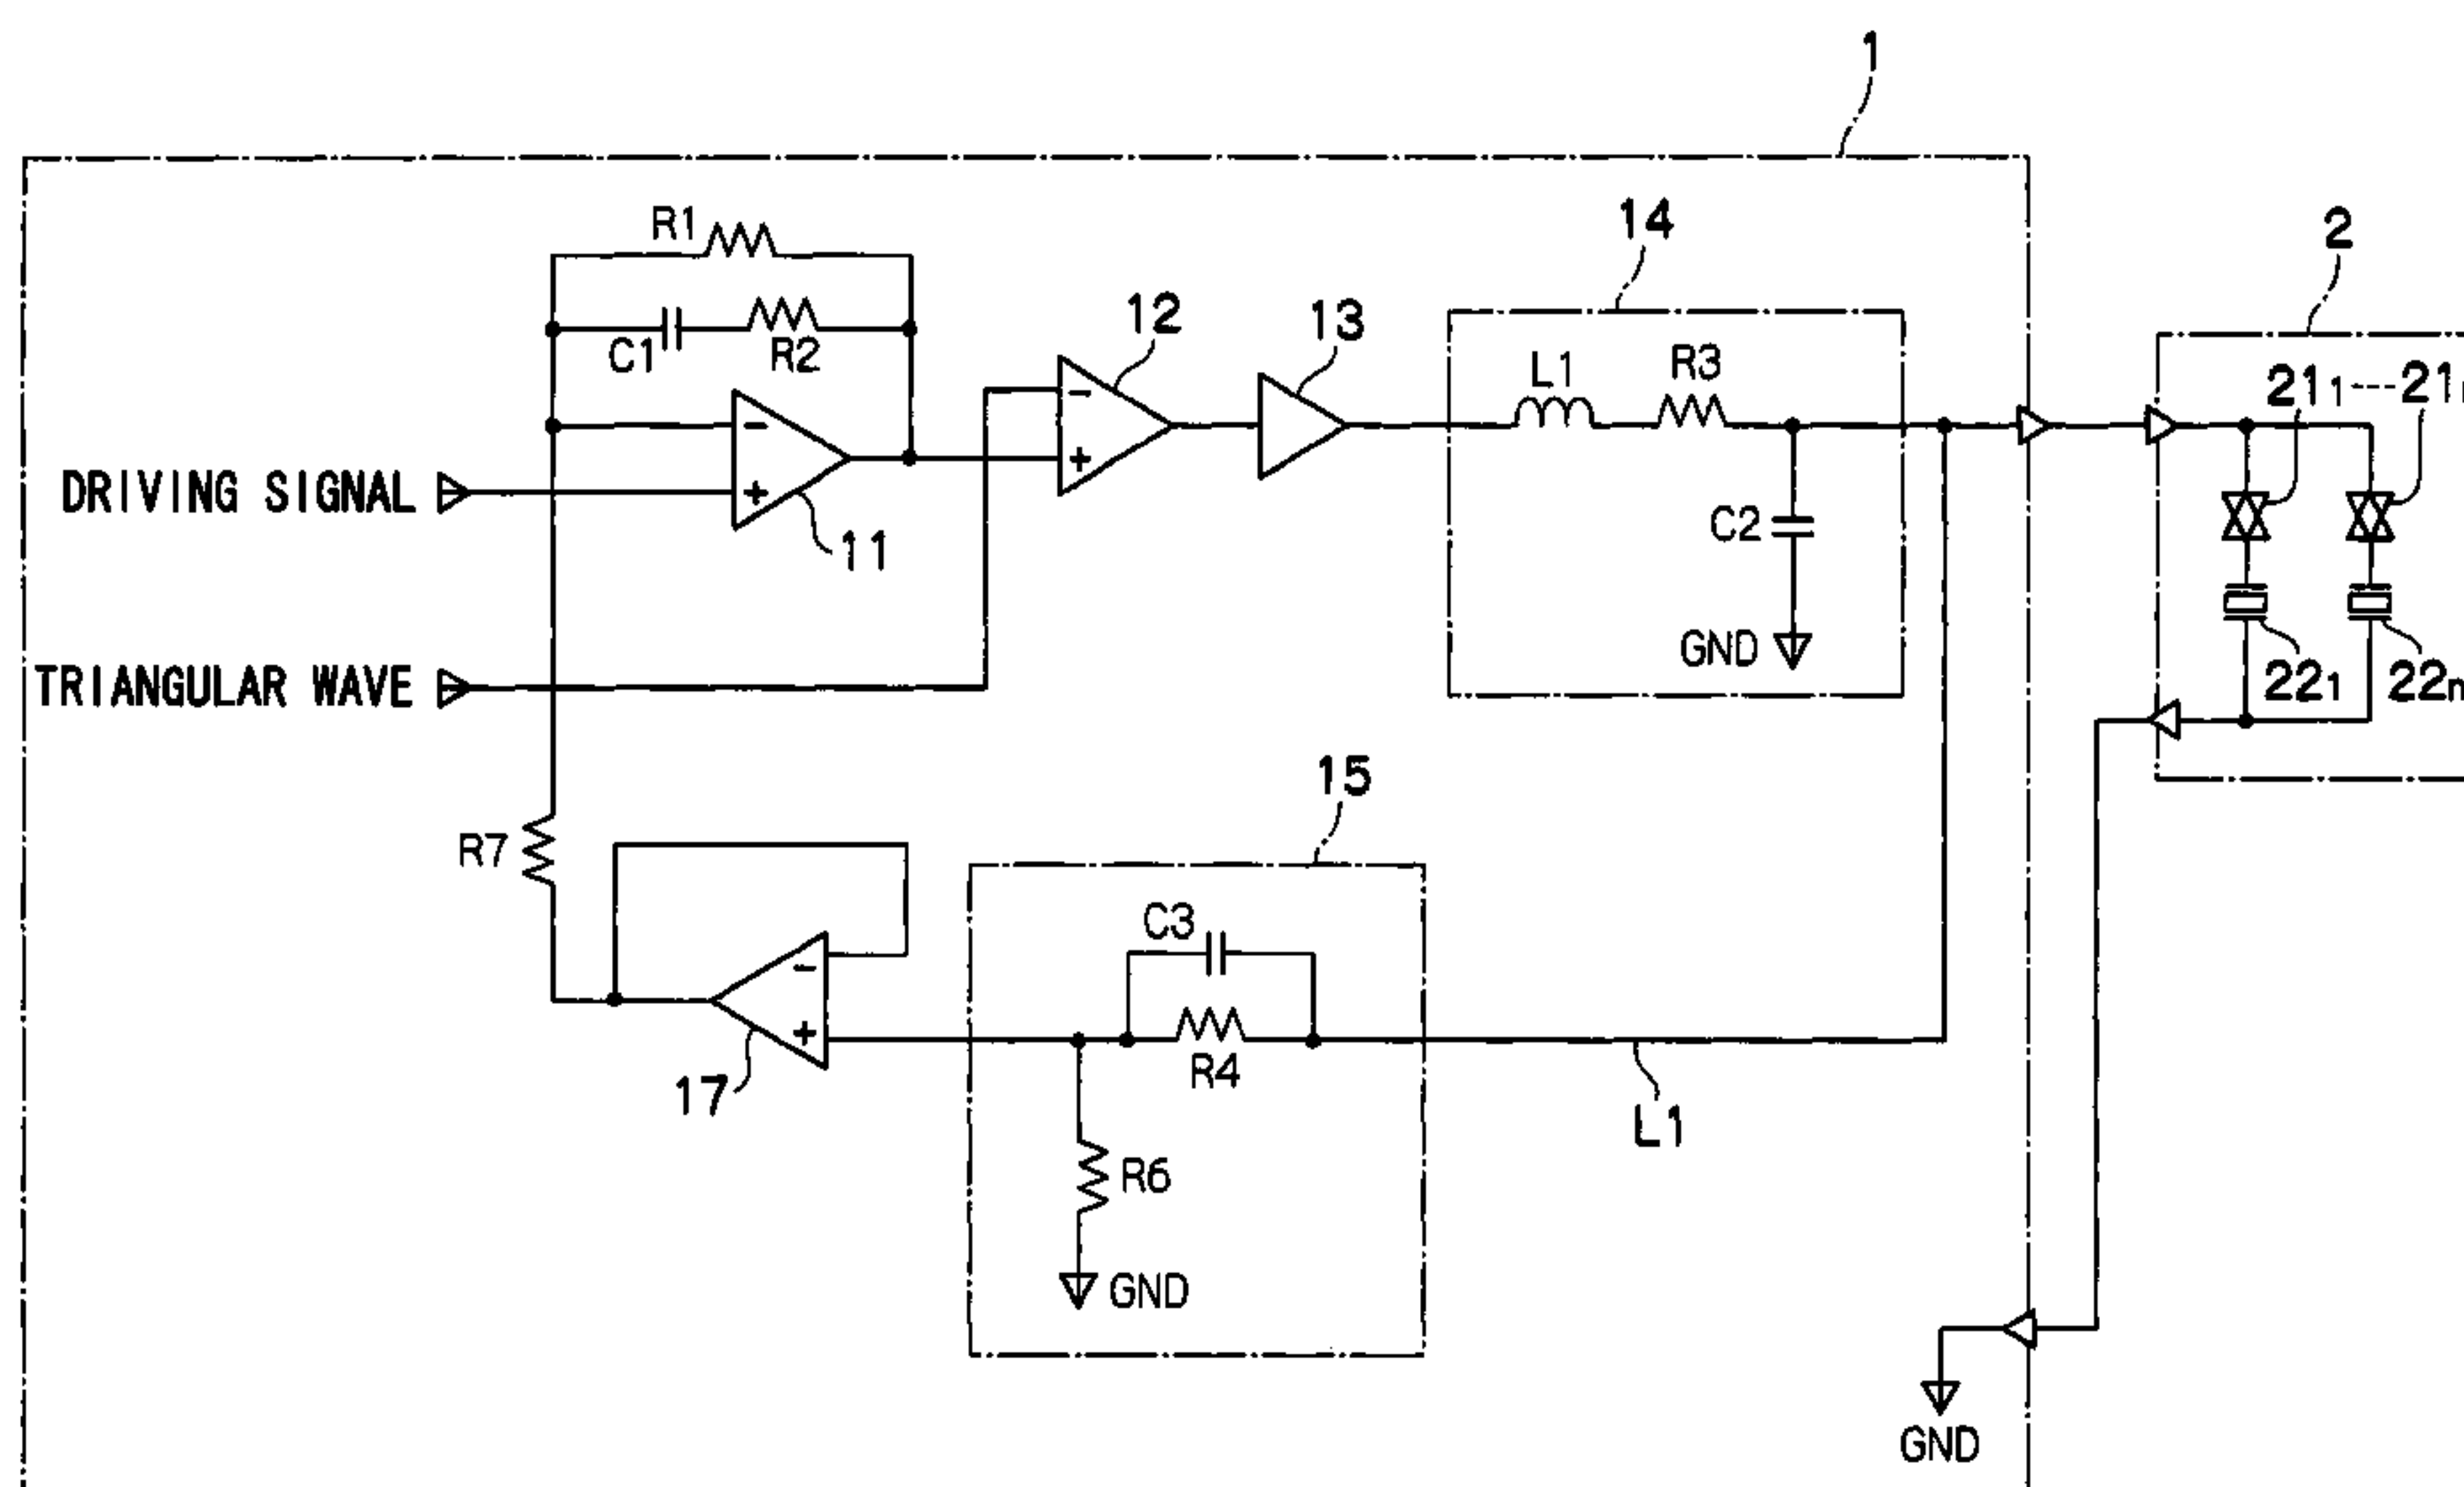 1
R1
14
2
12
13
C1
R2
L1
R3
21₁
DRIVING SIGNAL
-
+
-
+
11
C2
GND
TRIANGULAR WAVE
22₁
22n
15
R7
C3
-
+
17
R4
L1
R6
GND
GND